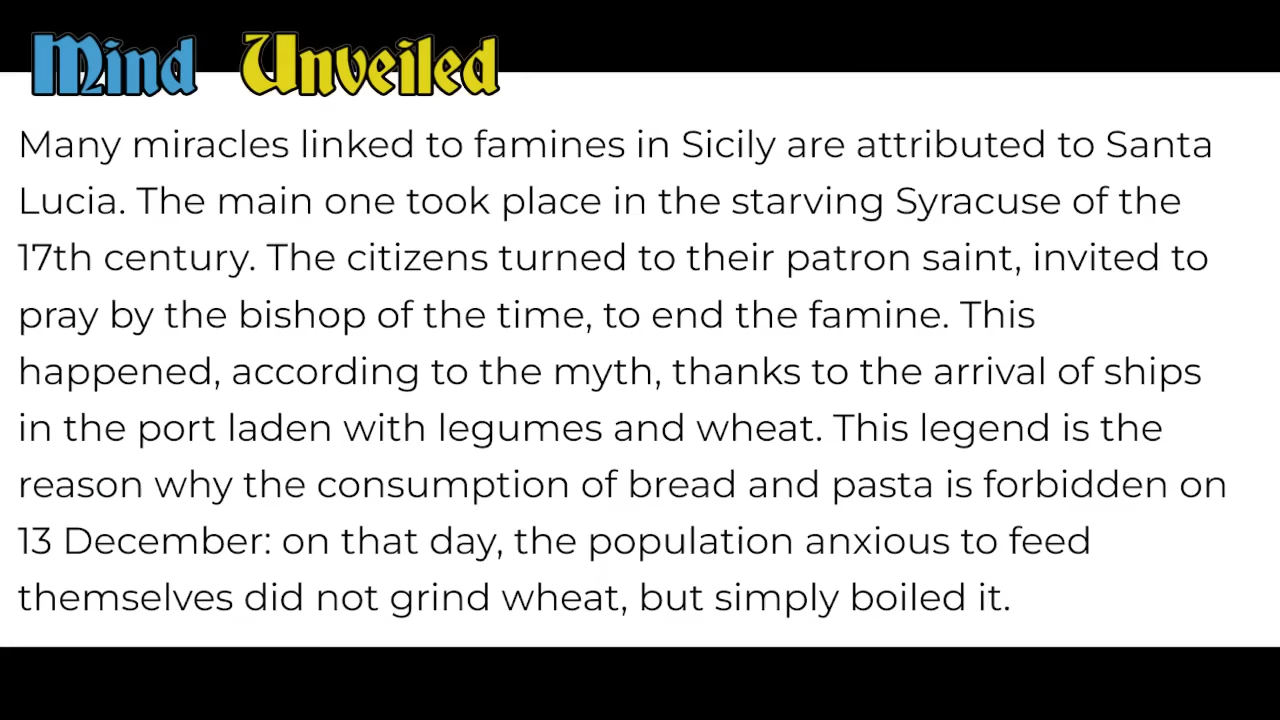 Mind Unveiled
Many miracles linked to famines in Sicily are attributed to Santa
Lucia. The main one took place in the starving Syracuse of the
17th century. The citizens turned to their patron saint, invited to
pray by the bishop of the time, to end the famine. This
happened, according to the myth, thanks to the arrival of ships
in the port laden with legumes and wheat. This legend is the
reason why the consumption of bread and pasta is forbidden on
13 December: on that day, the population anxious to feed
themselves did not grind wheat, but simply boiled it.